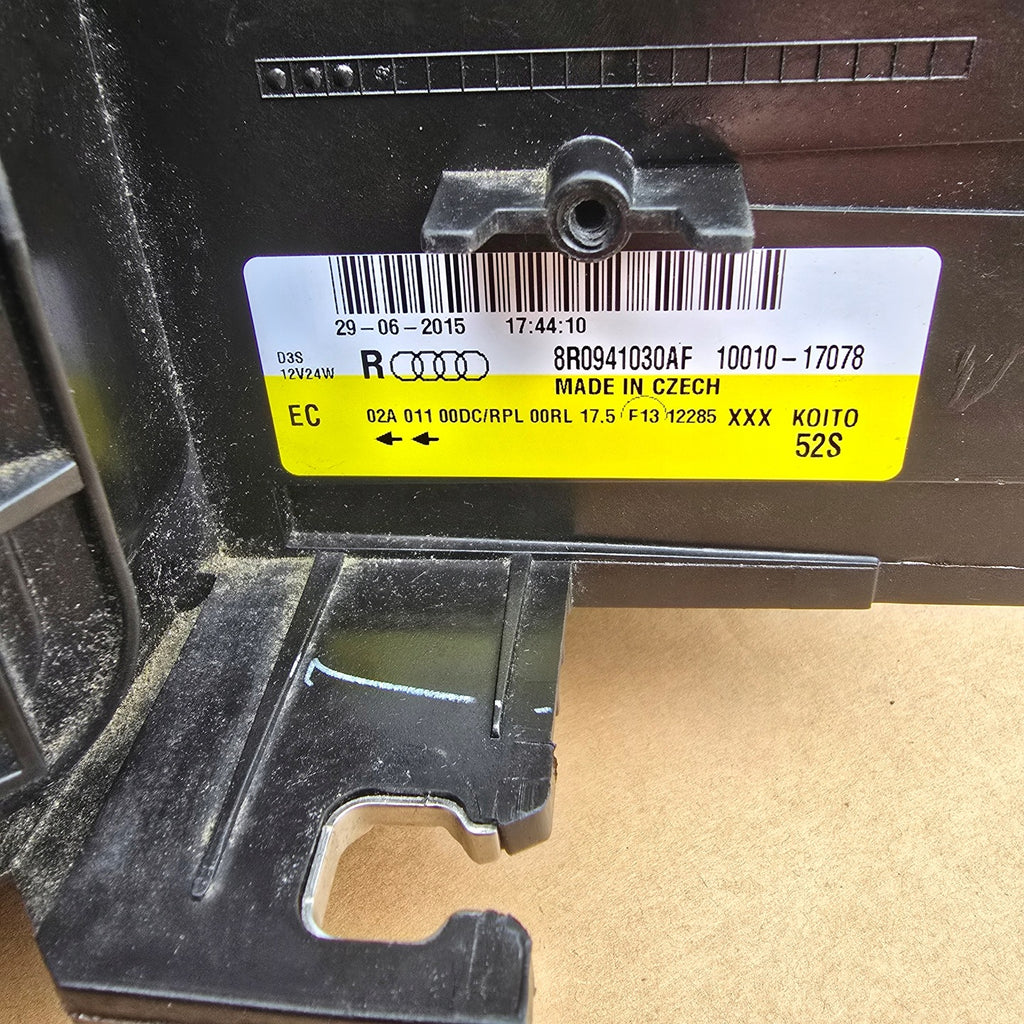 29-06-2015 17:44:10
D3S
12V24W
R 8R0941030AF 10010-17078
MADE IN CZECH
EC 02A 011 00DC/RPL 00RL 17.5 E13 12285 XXX KOITO
52S